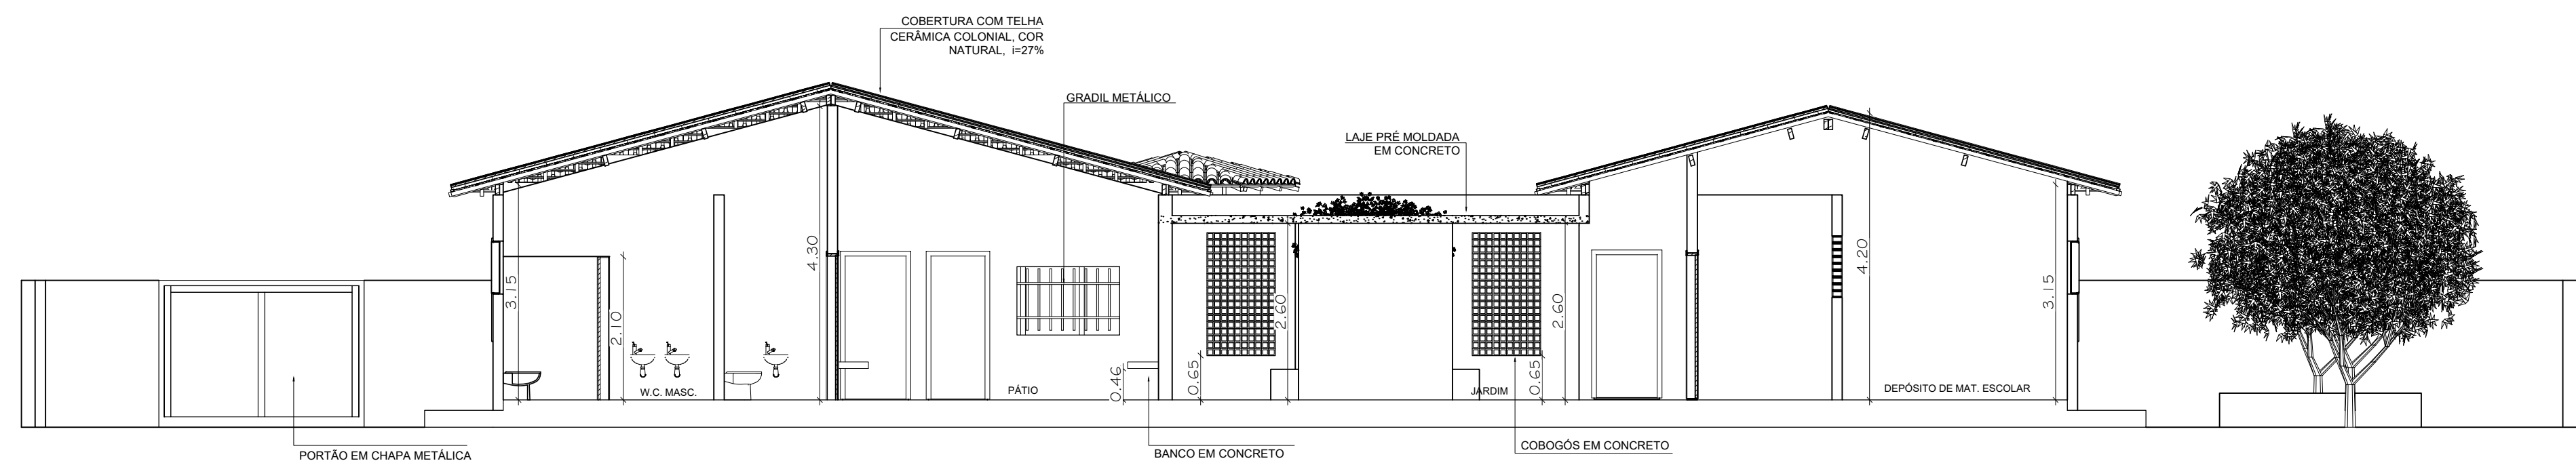 COBERTURA COM TELHA
CERÂMICA COLONIAL, COR
NATURAL, i=27%
GRADIL METÁLICO
LAJE PRÉ MOLDADA
EM CONCRETO
3.15
2.10
4.30
0.46
0.65
2.60
2.60
0.65
4.20
3.15
W.C. MASC.
PÁTIO
JARDIM
DEPÓSITO DE MAT. ESCOLAR
PORTÃO EM CHAPA METÁLICA
BANCO EM CONCRETO
COBOGÓS EM CONCRETO